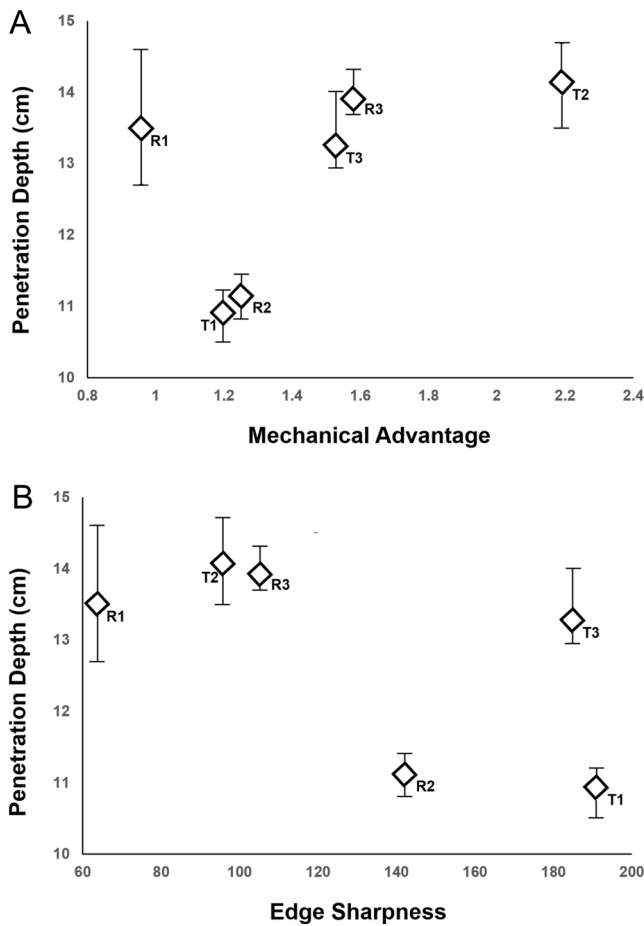 A
15
14
13
12
11
10
Penetration Depth (cm)
R1
T1
R2
T3
R3
T2
0.8 1 1.2 1.4 1.6 1.8 2 2.2 2.4
Mechanical Advantage
B
15
14
13
12
11
10
Penetration Depth (cm)
R1
T2
R3
R2
T3
T1
60 80 100 120 140 160 180 200
Edge Sharpness